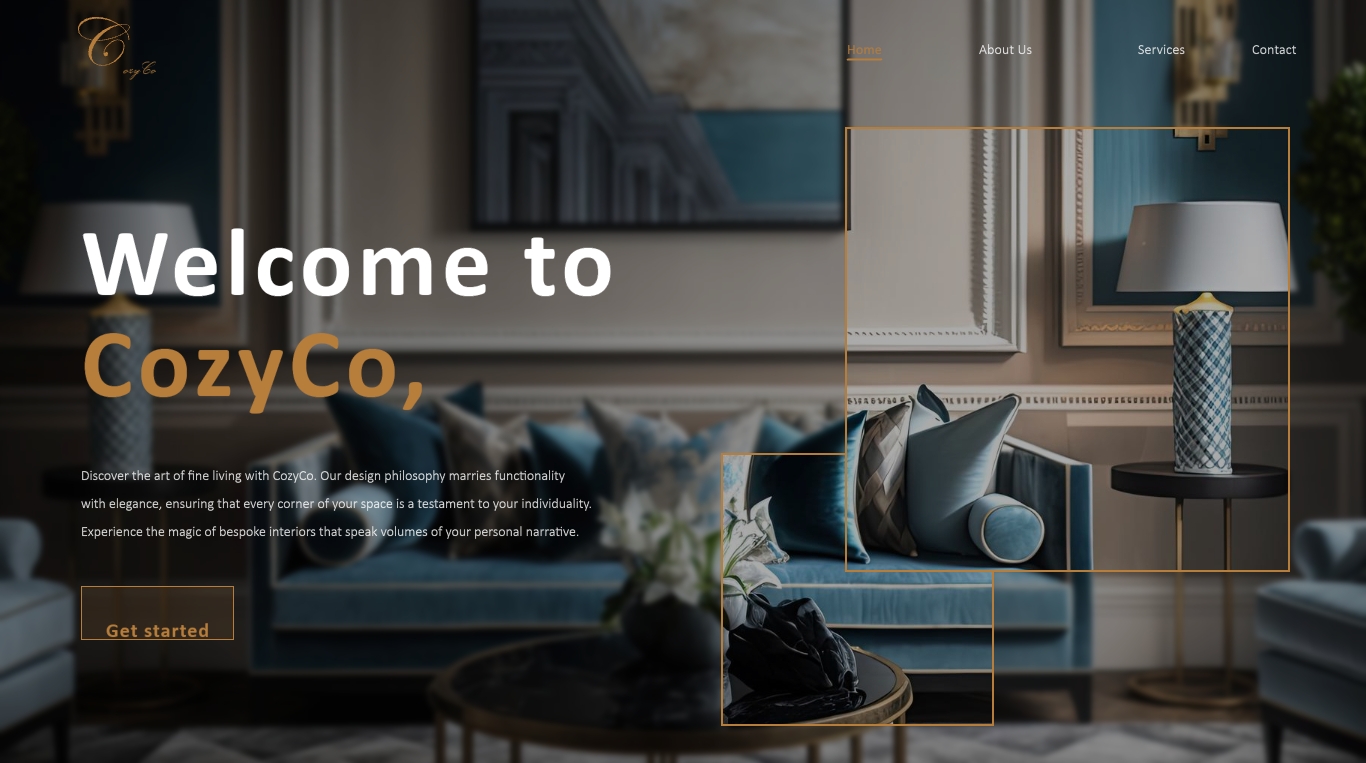 CozyCo
Home About Us Services Contact
Welcome to
CozyCo,
Discover the art of fine living with CozyCo. Our design philosophy marries functionality
with elegance, ensuring that every corner of your space is a testament to your individuality.
Experience the magic of bespoke interiors that speak volumes of your personal narrative.
Get started